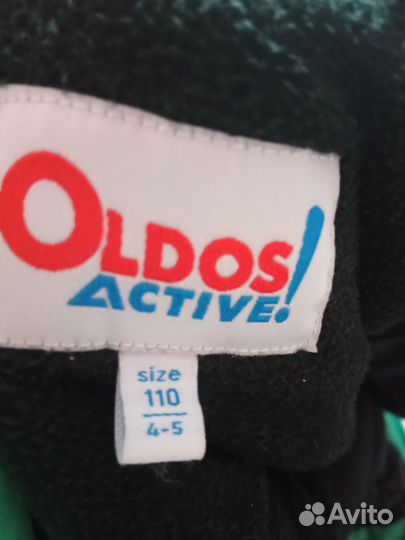 OLDOS
ACTIVE!
size
110
4-5
Avito